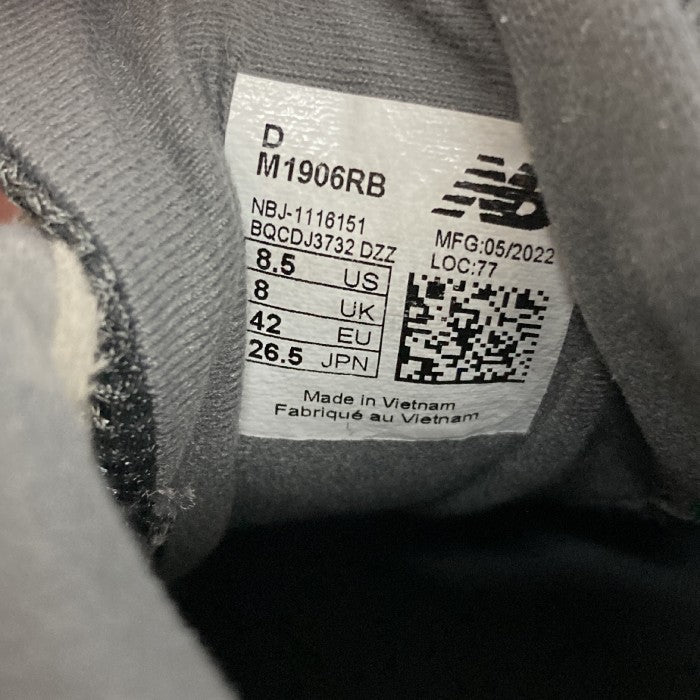 D
M1906RB
NBJ-1116151
BQCDJ3732 DZZ
8.5 US
8 UK
42 EU
26.5 JPN
NB
MFG:05/2022
LOC:77
Made in Vietnam
Fabriqué au Vietnam